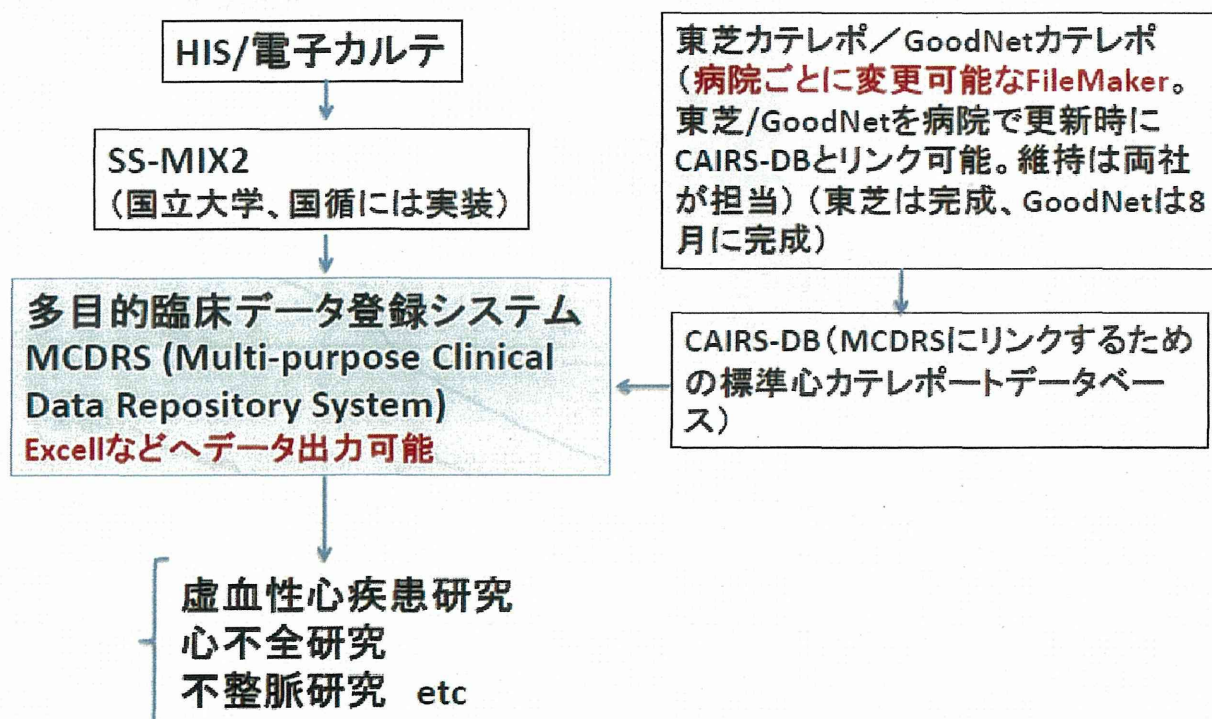 HIS/電子カルテ
SS-MIX2
（国立大学、国循には実装）
多目的臨床データ登録システム
MCDRS (Multi-purpose Clinical
Data Repository System)
Excellなどへデータ出力可能
虚血性心疾患研究
心不全研究
不整脈研究 etc
東芝カテレポ／GoodNetカテレポ
（病院ごとに変更可能なFileMaker。
東芝/GoodNetを病院で更新時に
CAIRS-DBとリンク可能。維持は両社
が担当）（東芝は完成、GoodNetは8
月に完成）
CAIRS-DB（MCDRSにリンクするため
の標準心カテレポートデータベー
ス）